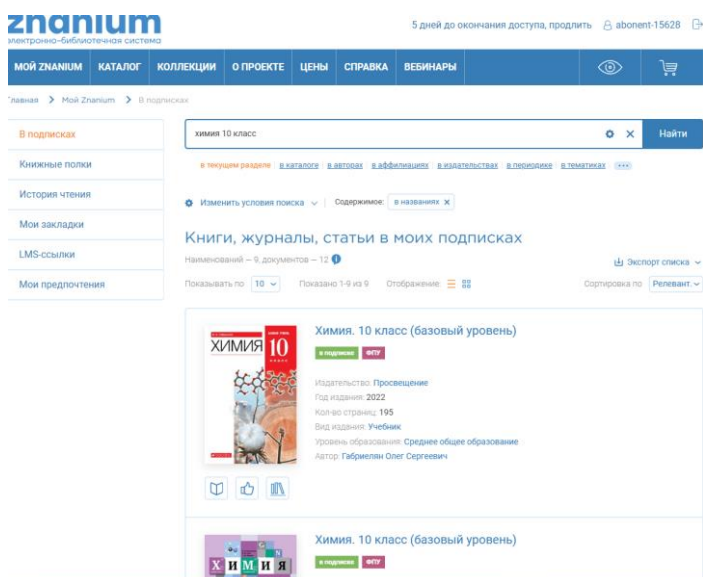 znanium
электронно-библиотечная система
5 дней до окончания доступа, продлить abonent-15628
МОЙ ZNANIUM КАТАЛОГ КОЛЛЕКЦИИ О ПРОЕКТЕ ЦЕНЫ СПРАВКА ВЕБИНАРЫ
Главная > Мой Znanium > В подписках
В подписках
Книжные полки
История чтения
Мои закладки
LMS-ссылки
Мои предпочтения
химия 10 класс Найти
в текущем разделе в каталоге в авторах в аффилиациях в издательствах в периодике в тематиках
Изменить условия поиска Содержимое: в названиях X
Книги, журналы, статьи в моих подписках
Наименований – 9, документов – 12
Экспорт списка
Показывать по 10 Показано 1-9 из 9 Отображение: Сортировка по Релевант.
ХИМИЯ 10
КЛАСС
Химия. 10 класс (базовый уровень)
в подписке ФПУ
Издательство: Просвещение
Год издания: 2022
Кол-во страниц: 195
Вид издания: Учебник
Уровень образования: Среднее общее образование
Автор: Габриелян Олег Сергеевич
ХИМИЯ
Химия. 10 класс (базовый уровень)
в подписке ФПУ